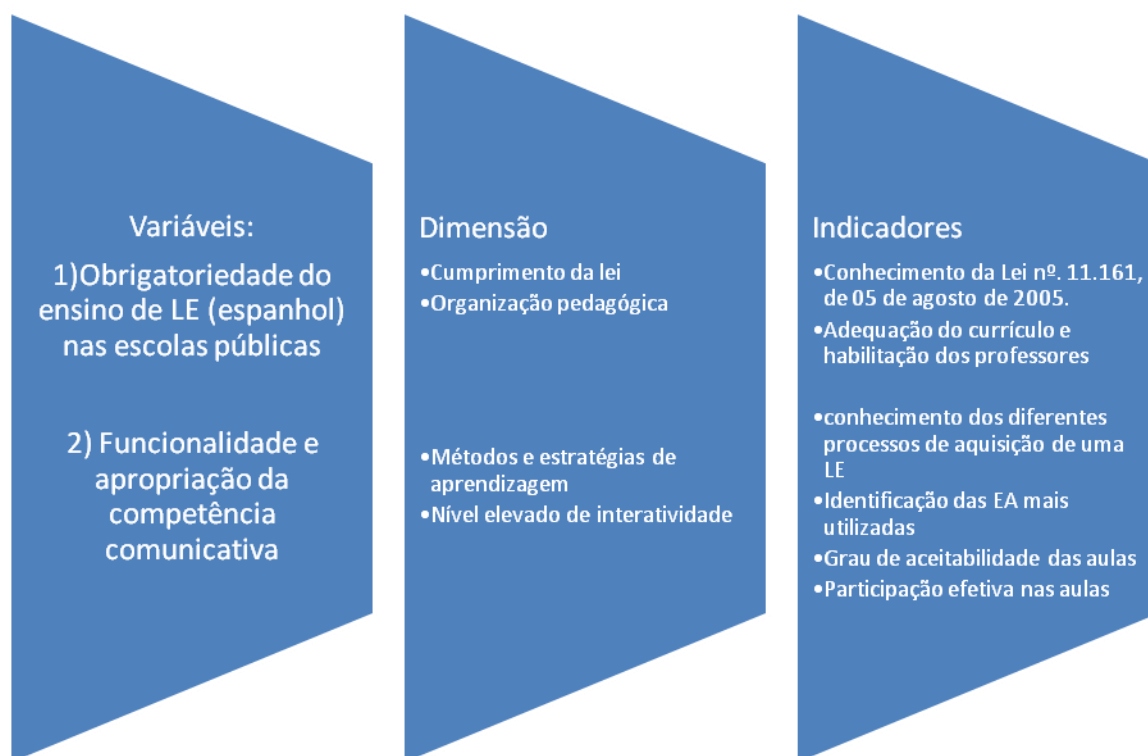 Variáveis:
1)Obrigatoriedade do
ensino de LE (espanhol)
nas escolas públicas
2) Funcionalidade e
apropriação da
competência
comunicativa
Dimensão
•Cumprimento da lei
•Organização pedagógica
•Métodos e estratégias de
aprendizagem
•Nível elevado de interatividade
Indicadores
•Conhecimento da Lei nº. 11.161,
de 05 de agosto de 2005.
•Adequação do currículo e
habilitação dos professores
•conhecimento dos diferentes
processos de aquisição de uma
LE
•Identificação das EA mais
utilizadas
•Grau de aceitabilidade das aulas
•Participação efetiva nas aulas